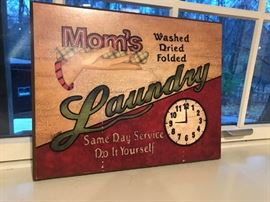 Mom's
Washed
Dried
Folded
Laundry
Same Day Service
Do It Yourself